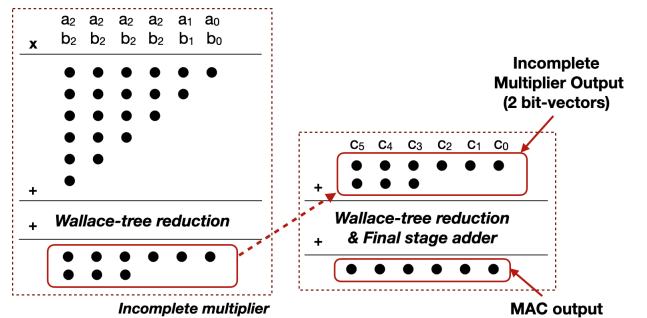 a2 a2 a2 a2 a1 a0
x b2 b2 b2 b2 b1 b0
+
+ Wallace-tree reduction
Incomplete multiplier
Incomplete
Multiplier Output
(2 bit-vectors)
c5 c4 c3 c2 c1 c0
+
Wallace-tree reduction
& Final stage adder
+
MAC output